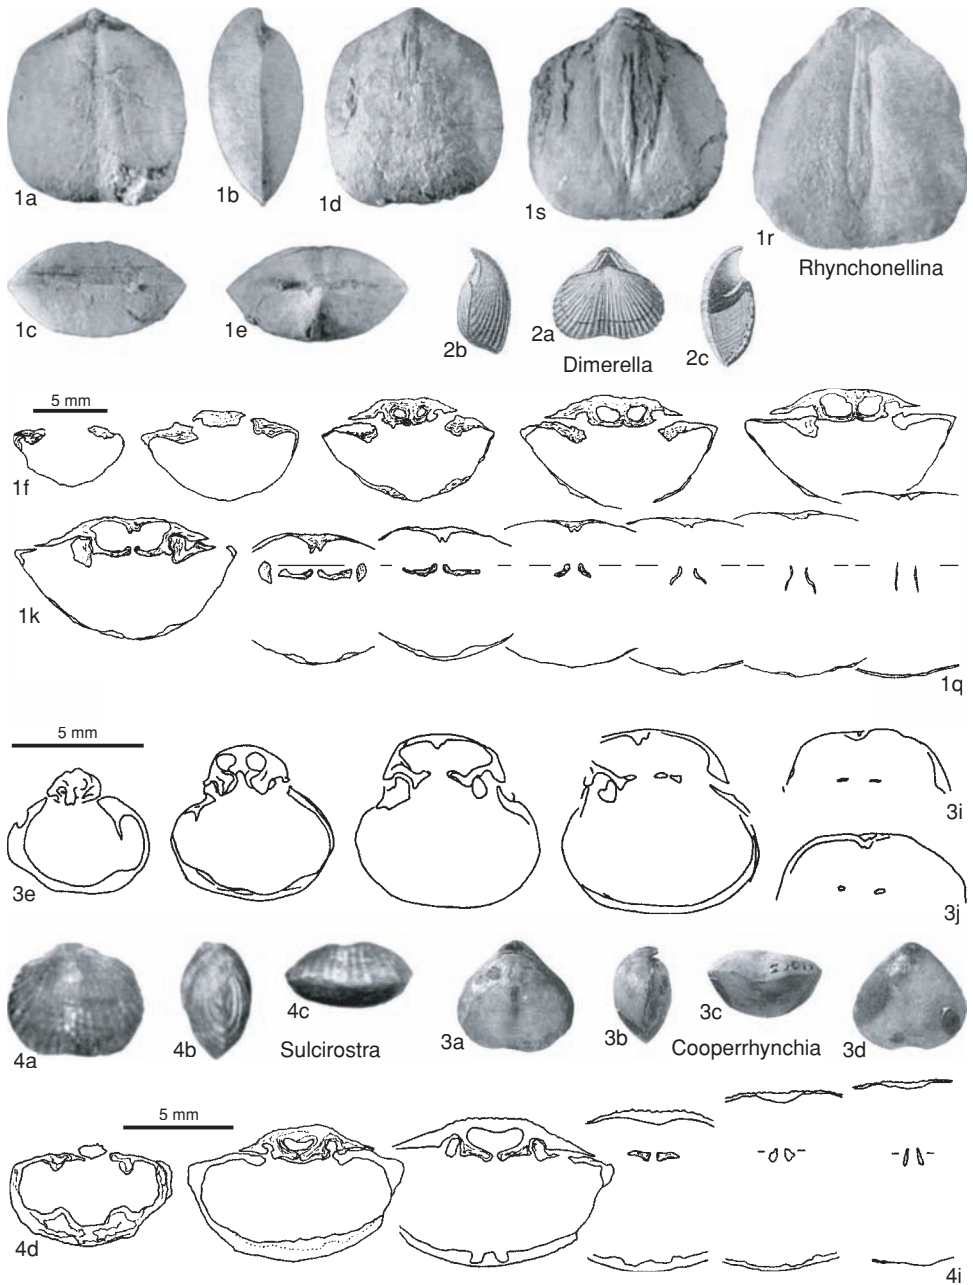 1a
1b
1d
1s
1r
Rhynchonellina
1c
1e
2b
2a
2c
Dimerella
5 mm
1f
1k
1q
5 mm
3e
3i
3j
4a
4b
4c
Sulcirostra
3a
3b
3c
Cooperrhynchia
3d
5 mm
4d
4i